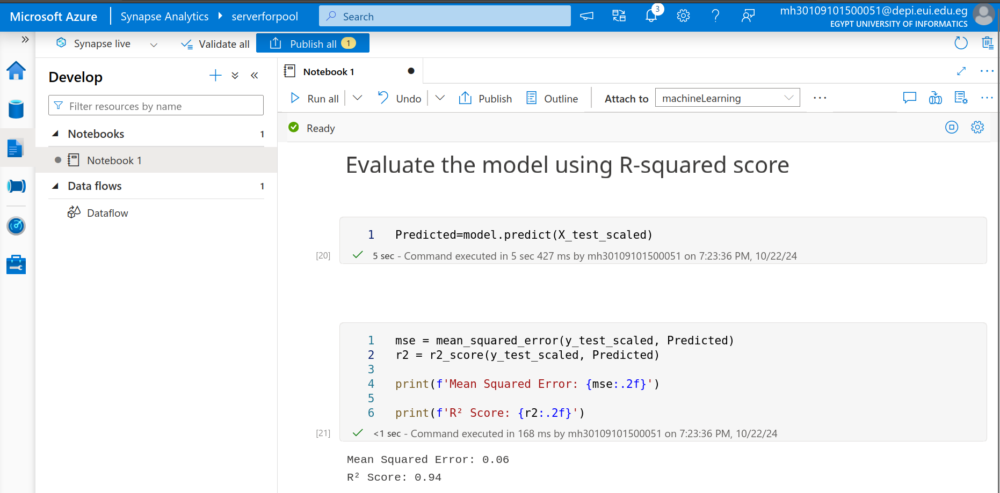 Microsoft Azure
Synapse Analytics
serverforpool
Search
3
mh30109101500051@depi.eui.edu.eg
EGYPT UNIVERSITY OF INFORMATICS
Synapse live
Validate all
Publish all 1
Develop
Filter resources by name
Notebooks 1
Notebook 1
Data flows 1
Dataflow
Notebook 1
Run all
Undo
Publish
Outline
Attach to
machineLearning
Ready
Evaluate the model using R-squared score
1 Predicted=model.predict(X_test_scaled)
[20] 5 sec - Command executed in 5 sec 427 ms by mh30109101500051 on 7:23:36 PM, 10/22/24
1 mse = mean_squared_error(y_test_scaled, Predicted)
2 r2 = r2_score(y_test_scaled, Predicted)
3
4 print(f'Mean Squared Error: {mse:.2f}')
5
6 print(f'R² Score: {r2:.2f}')
[21] <1 sec - Command executed in 168 ms by mh30109101500051 on 7:23:36 PM, 10/22/24
Mean Squared Error: 0.06
R² Score: 0.94